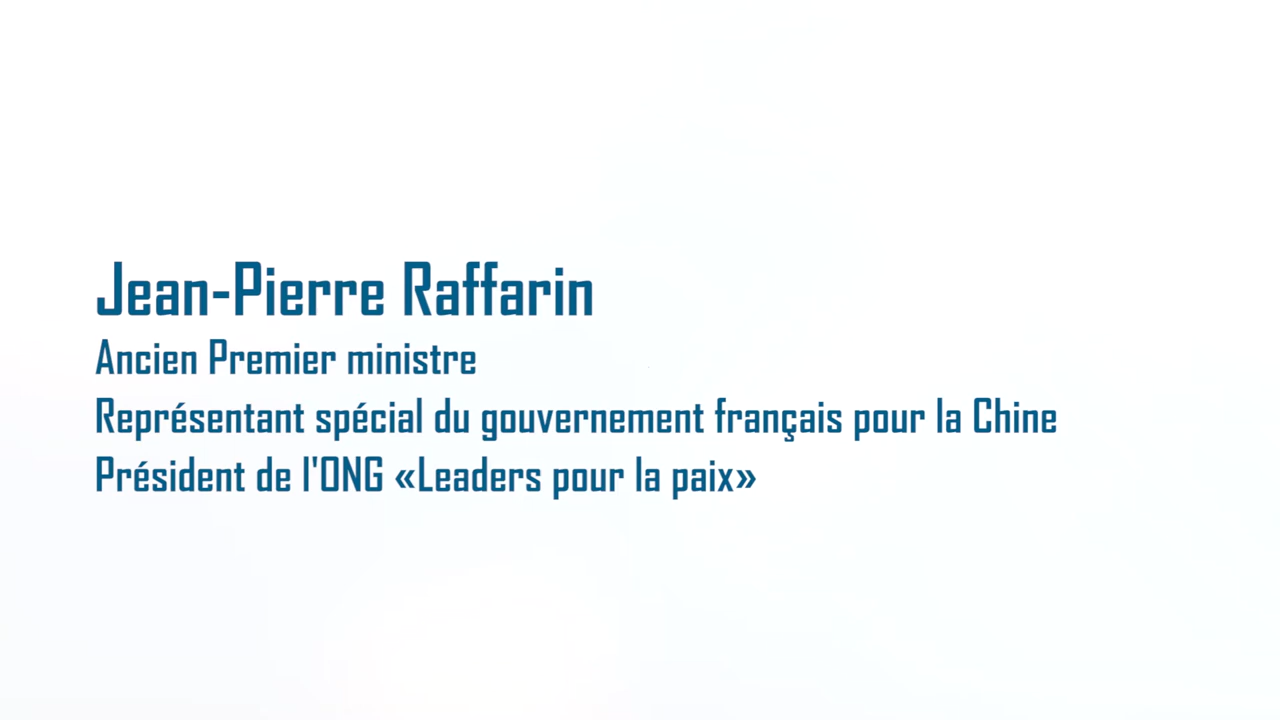 Jean-Pierre Raffarin
Ancien Premier ministre
Représentant spécial du gouvernement français pour la Chine
Président de l'ONG «Leaders pour la paix»